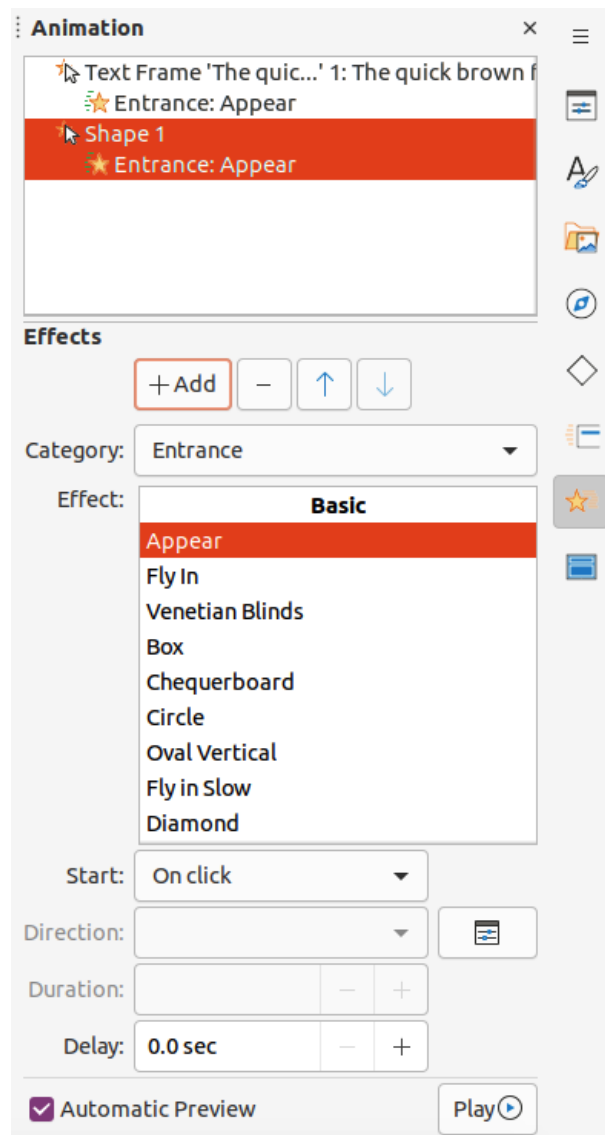 Animation
Text Frame 'The quic...' 1: The quick brown f
Entrance: Appear
Shape 1
Entrance: Appear
Effects
Add
Category: Entrance
Effect: Basic
Appear
Fly In
Venetian Blinds
Box
Chequerboard
Circle
Oval Vertical
Fly in Slow
Diamond
Start: On click
Direction:
Duration:
Delay: 0.0 sec
Automatic Preview Play